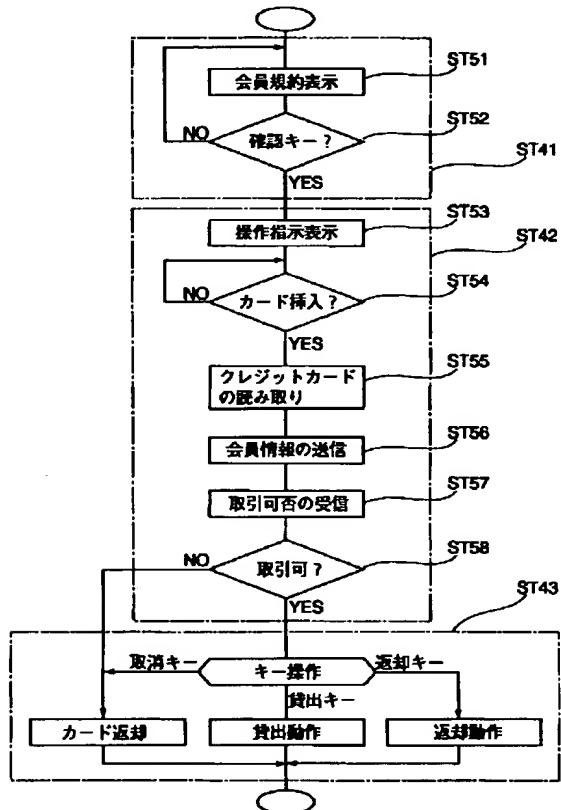 ST51
会員規約表示
ST52
NO
確認キー?
ST41
YES
ST53
操作指示表示
ST42
ST54
NO
カード挿入?
YES
ST55
クレジットカード
の読み取り
ST56
会員情報の送信
ST57
取引可否の受信
NO
ST58
取引可?
ST43
YES
取消キー
キー操作
返却キー
貸出キー
カード返却
貸出動作
返却動作